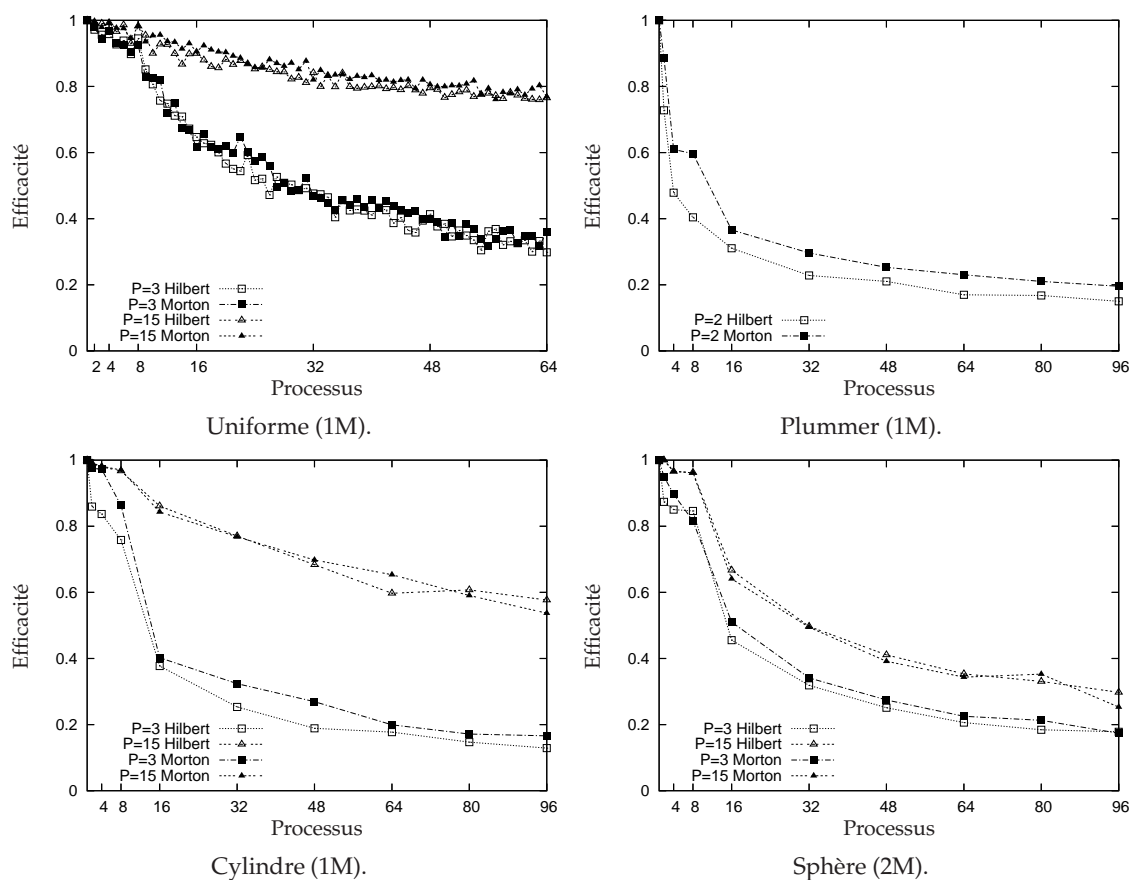 1
0.8
0.6
0.4
0.2
0
Efficacité
P=3 Hilbert
P=3 Morton
P=15 Hilbert
P=15 Morton
2 4 8 16 32 48 64
Processus
Uniforme (1M).
1
0.8
0.6
0.4
0.2
0
Efficacité
P=2 Hilbert
P=2 Morton
4 8 16 32 48 64 80 96
Processus
Plummer (1M).
1
0.8
0.6
0.4
0.2
0
Efficacité
P=3 Hilbert
P=15 Hilbert
P=3 Morton
P=15 Morton
4 8 16 32 48 64 80 96
Processus
Cylindre (1M).
1
0.8
0.6
0.4
0.2
0
Efficacité
P=3 Hilbert
P=15 Hilbert
P=3 Morton
P=15 Morton
4 8 16 32 48 64 80 96
Processus
Sphère (2M).